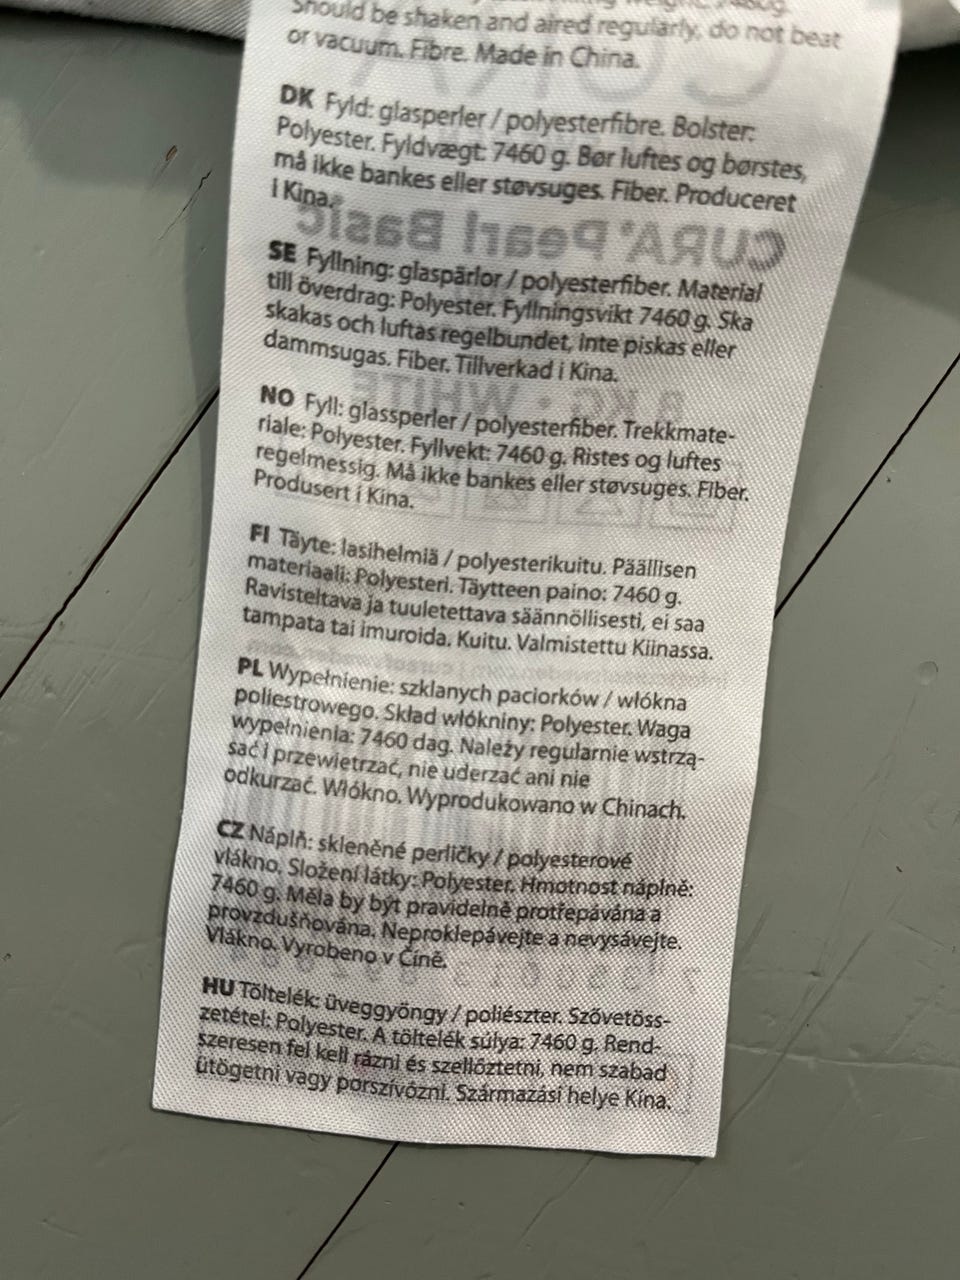 Should be shaken and aired regularly, do not beat
or vacuum. Fibre. Made in China.
DK Fyld: glasperler / polyesterfibre. Bolster:
Polyester. Fyldvægt: 7460 g. Bør luftes og børstes,
må ikke bankes eller støvsuges. Fiber. Produceret
i Kina.
CURA® Pearl Basic
SE Fyllning: glaspärlor / polyesterfiber. Material
till överdrag: Polyester. Fyllningsvikt 7460 g. Ska
skakas och luftas regelbundet, inte piskas eller
dammsugas. Fiber. Tillverkad i Kina.
8 KG • WHITE
NO Fyll: glassperler / polyesterfiber. Trekkmate-
riale: Polyester. Fyllvekt: 7460 g. Ristes og luftes
regelmessig. Må ikke bankes eller støvsuges. Fiber.
Produsert i Kina.
FI Täyte: lasihelmiä / polyesterikuitu. Päällisen
materiaali: Polyesteri. Täytteen paino: 7460 g.
Ravisteltava ja tuuletettava säännöllisesti, ei saa
tampata tai imuroida. Kuitu. Valmistettu Kiinassa.
PL Wypełnienie: szklanych paciorków / włókna
poliestrowego. Skład włókniny: Polyester. Waga
wypełnienia: 7460 dag. Należy regularnie wstrzą-
sać i przewietrzać, nie uderzać ani nie
odkurzać. Włókno. Wyprodukowano w Chinach.
CZ Náplň: skleněné perličky / polyesterové
vlákno. Složení látky: Polyester. Hmotnost náplně:
7460 g. Měla by být pravidelně protřepávána a
provzdušňována. Neproklepávejte a nevysávejte.
Vlákno. Vyrobeno v Číně.
HU Töltelék: üveggyöngy / poliészter. Szövetösz-
szetétel: Polyester. A töltelék súlya: 7460 g. Rend-
szeresen fel kell rázni és szellőztetni, nem szabad
ütögetni vagy porszívózni. Származási helye Kína.